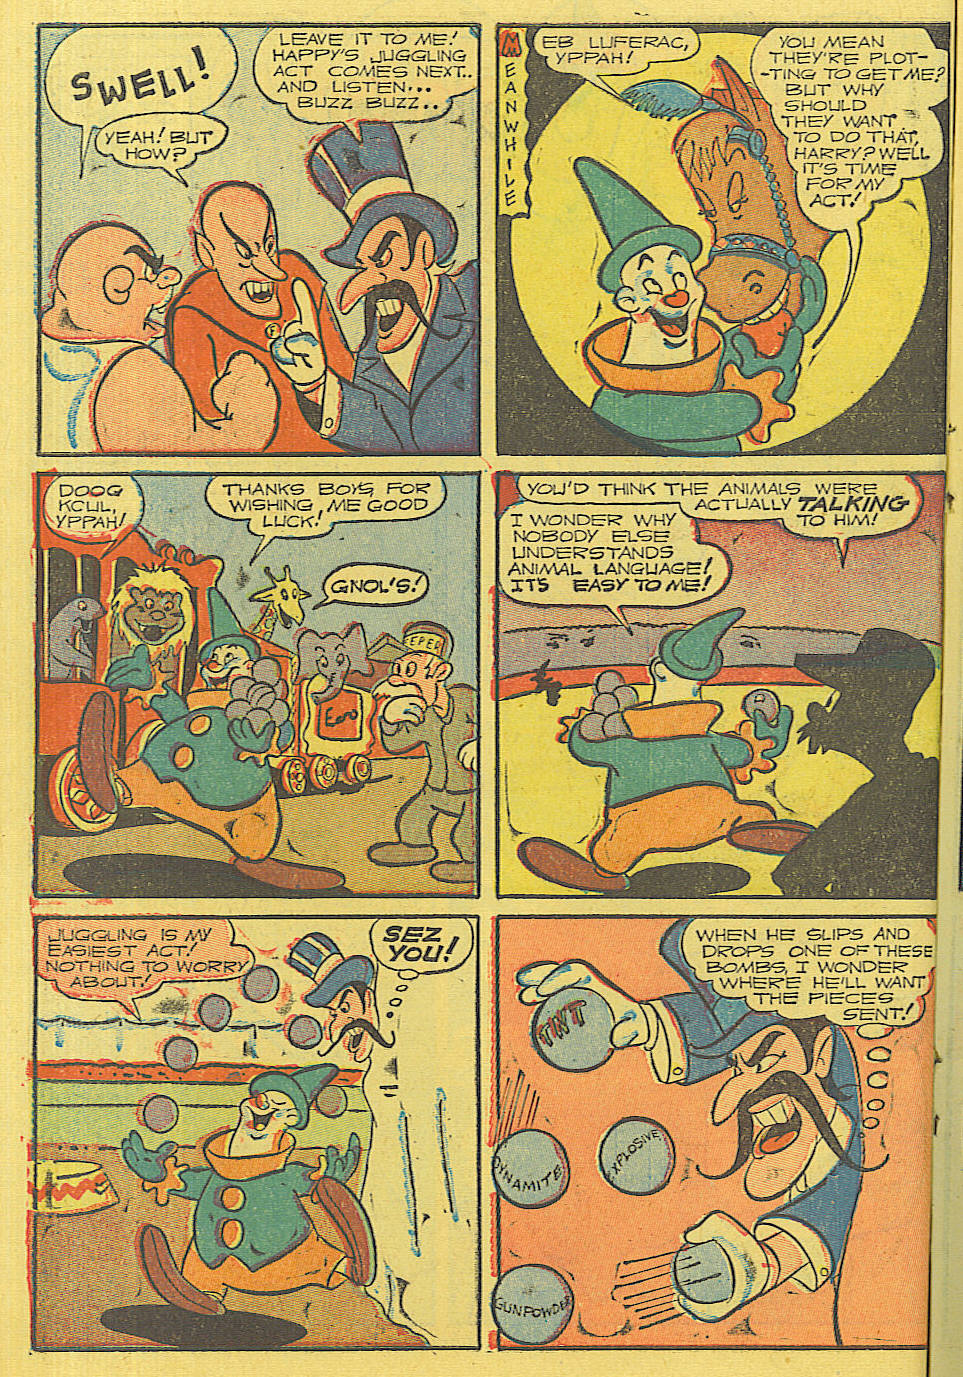 SWELL!
YEAH! BUT
HOW?
LEAVE IT TO ME!
HAPPY'S JUGGLING
ACT COMES NEXT..
AND LISTEN...
BUZZ BUZZ..
F
MEANWHILE
EB LUFERAC,
YPPAH!
YOU MEAN
THEY'RE PLOT-
-TING TO GET ME?
BUT WHY
SHOULD
THEY WANT
TO DO THAT,
HARRY? WELL
IT'S TIME
FOR MY
ACT!
DOOG
KCUL,
YPPAH!
THANKS BOYS, FOR
WISHING ME GOOD
LUCK!
GNOL'S!
EEPER
YOU'D THINK THE ANIMALS WERE
ACTUALLY TALKING
TO HIM!
I WONDER WHY
NOBODY ELSE
UNDERSTANDS
ANIMAL LANGUAGE!
IT'S EASY TO ME!
JUGGLING IS MY
EASIEST ACT!
NOTHING TO WORRY
ABOUT!
SEZ
YOU!
WHEN HE SLIPS AND
DROPS ONE OF THESE
BOMBS, I WONDER
WHERE HE'LL WANT
THE PIECES
SENT!
TNT
DYNAMITE
EXPLOSIVE
GUNPOWDER